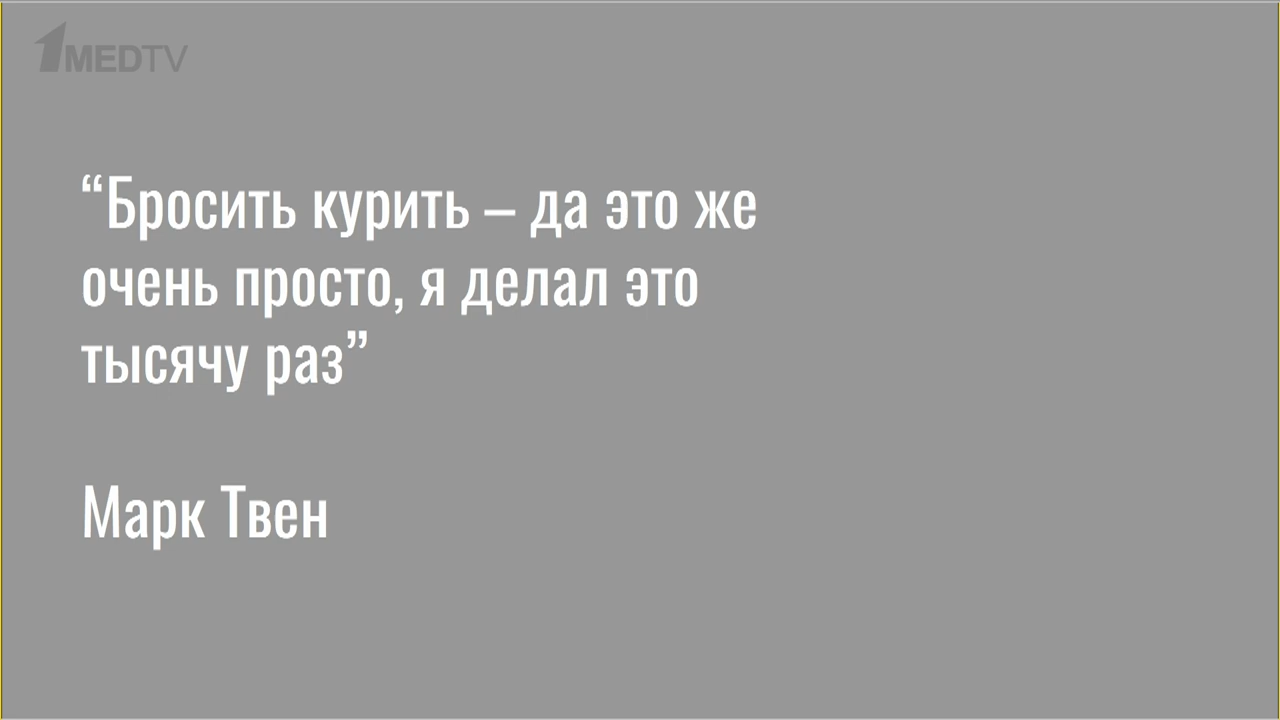 1MEDTV
“Бросить курить – да это же
очень просто, я делал это
тысячу раз”
Марк Твен